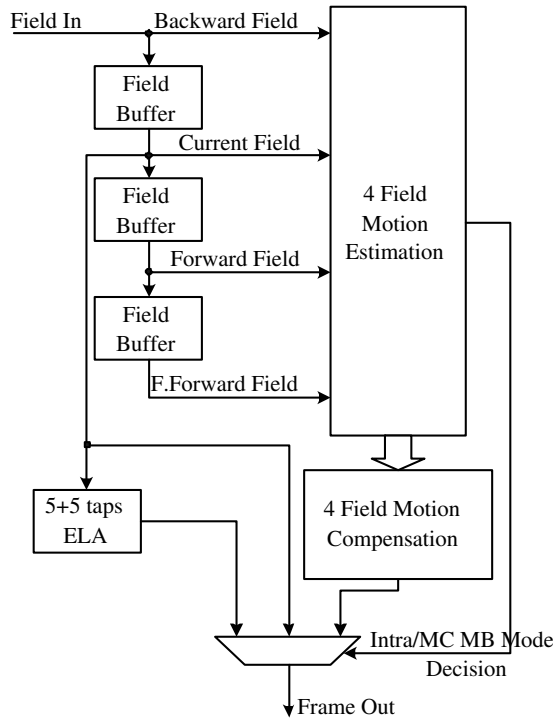 Field In
Backward Field
Field
Buffer
Current Field
Field
Buffer
4 Field
Motion
Estimation
Forward Field
Field
Buffer
F.Forward Field
5+5 taps
ELA
4 Field Motion
Compensation
Intra/MC MB Mode
Decision
Frame Out